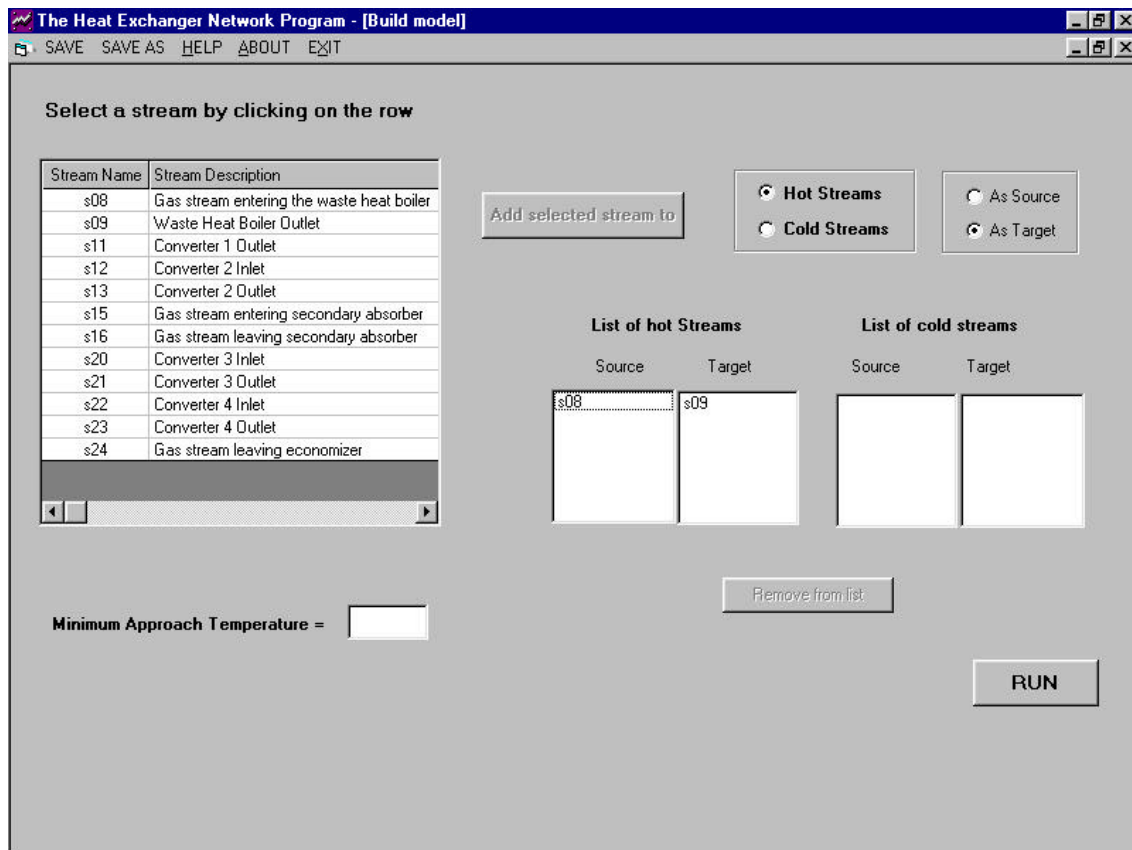 The Heat Exchanger Network Program - [Build model]
SAVE SAVE AS HELP ABOUT EXIT
Select a stream by clicking on the row
Stream Name Stream Description
s08 Gas stream entering the waste heat boiler
s09 Waste Heat Boiler Outlet
s11 Converter 1 Outlet
s12 Converter 2 Inlet
s13 Converter 2 Outlet
s15 Gas stream entering secondary absorber
s16 Gas stream leaving secondary absorber
s20 Converter 3 Inlet
s21 Converter 3 Outlet
s22 Converter 4 Inlet
s23 Converter 4 Outlet
s24 Gas stream leaving economizer
Add selected stream to
Hot Streams
Cold Streams
As Source
As Target
List of hot Streams List of cold streams
Source Target Source Target
s08 s09
Remove from list
Minimum Approach Temperature =
RUN